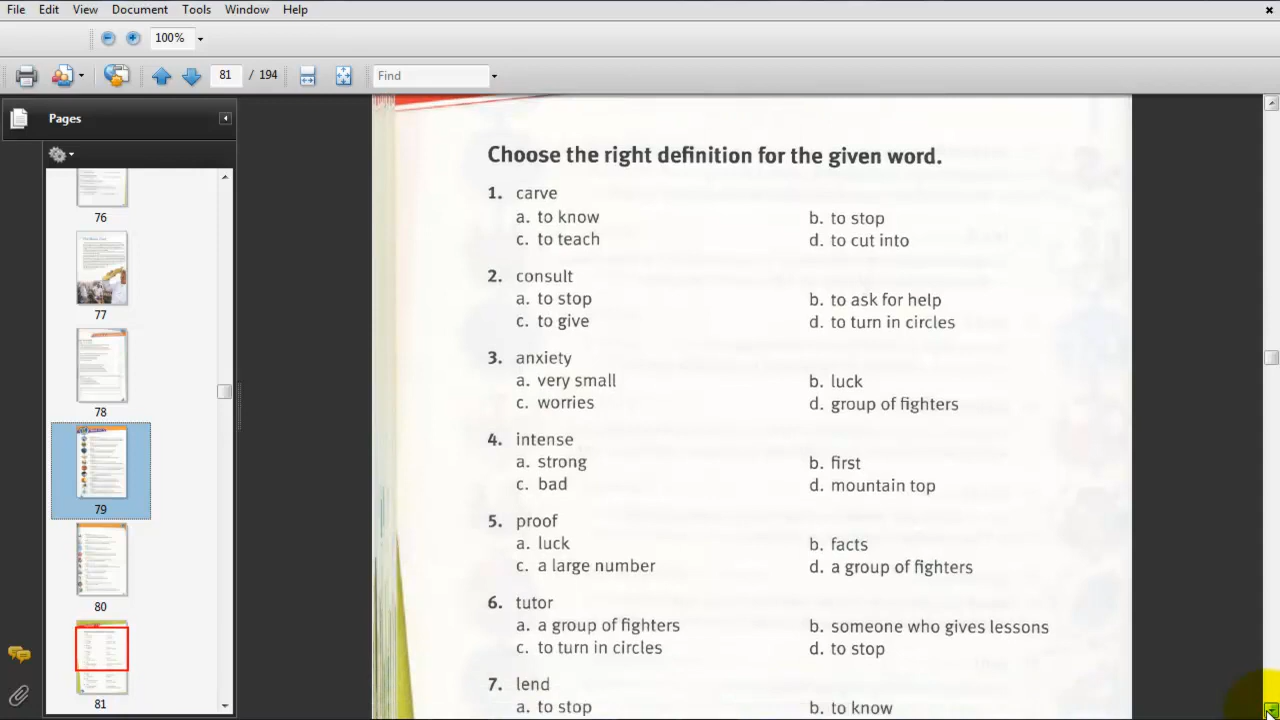 File Edit View Document Tools Window Help
100%
81 / 194 Find
Pages
76
77
78
79
80
81
Choose the right definition for the given word.
1. carve
a. to know b. to stop
c. to teach d. to cut into
2. consult
a. to stop b. to ask for help
c. to give d. to turn in circles
3. anxiety
a. very small b. luck
c. worries d. group of fighters
4. intense
a. strong b. first
c. bad d. mountain top
5. proof
a. luck b. facts
c. a large number d. a group of fighters
6. tutor
a. a group of fighters b. someone who gives lessons
c. to turn in circles d. to stop
7. lend
a. to stop b. to know